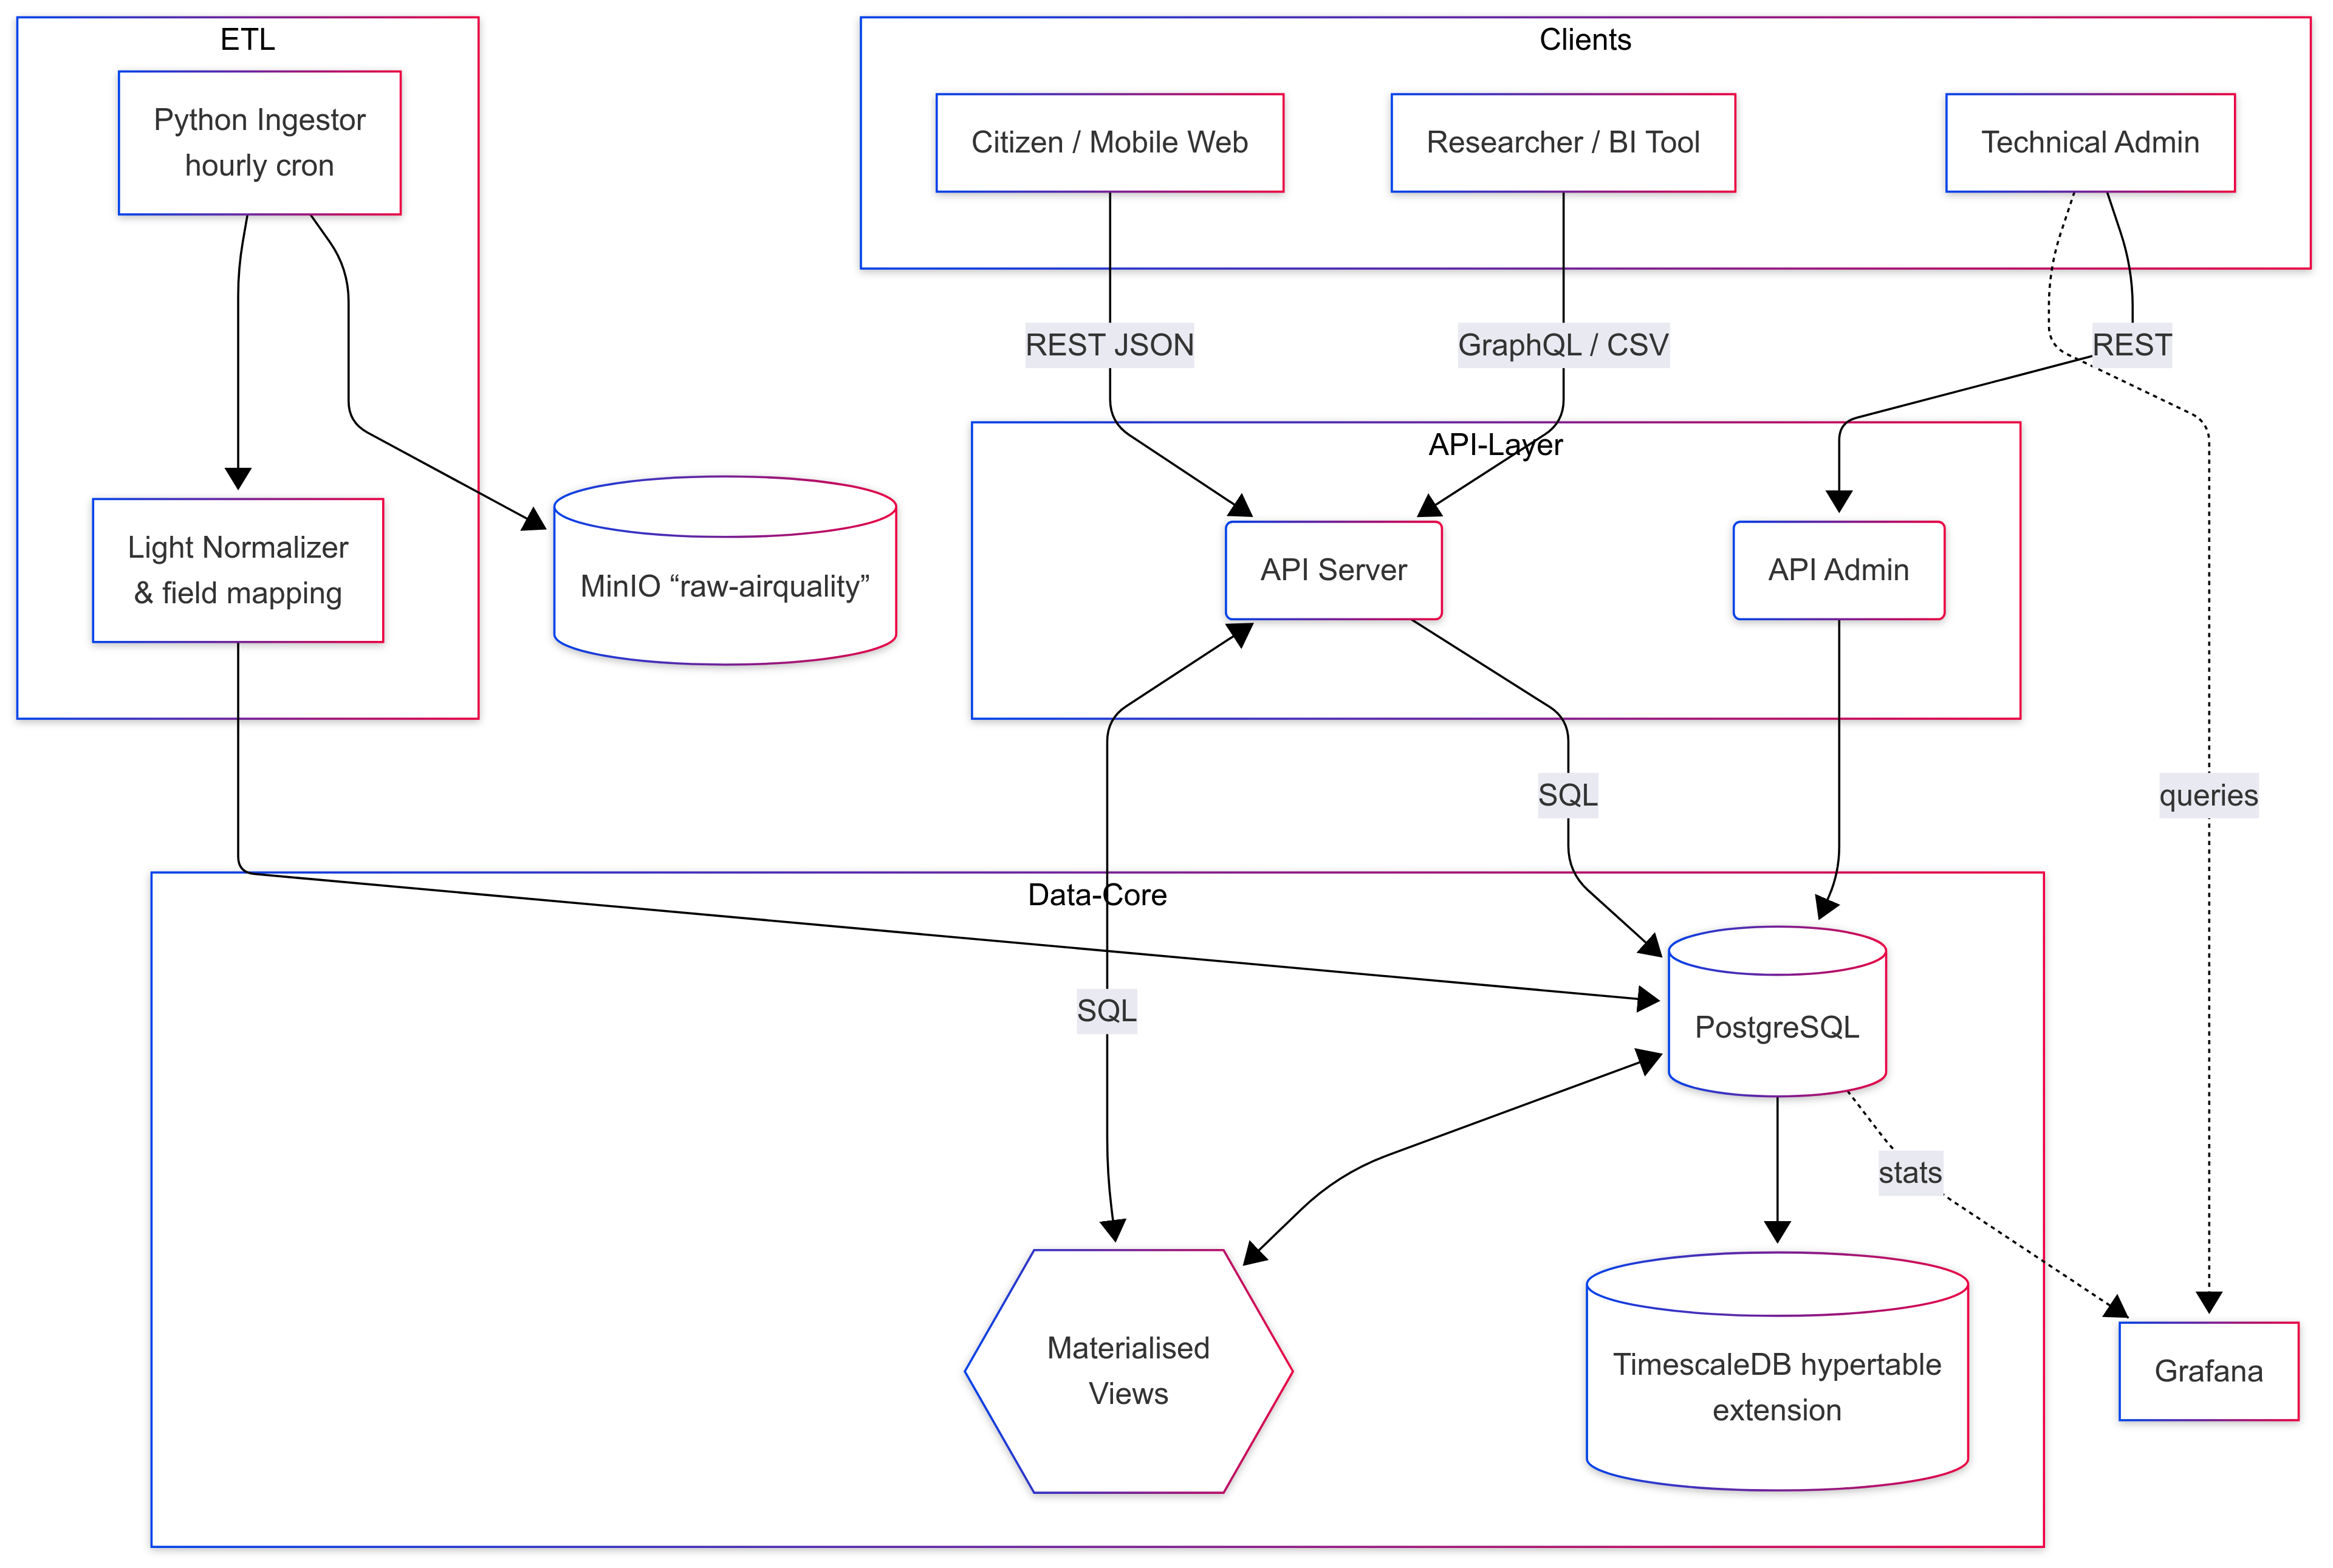 ETL
Clients
Python Ingestor
hourly cron
Citizen / Mobile Web
Researcher / BI Tool
Technical Admin
REST JSON
GraphQL / CSV
REST
API-Layer
Light Normalizer
& field mapping
MinIO “raw-airquality”
API Server
API Admin
SQL
queries
Data-Core
SQL
PostgreSQL
stats
Materialised
Views
TimescaleDB hypertable
extension
Grafana